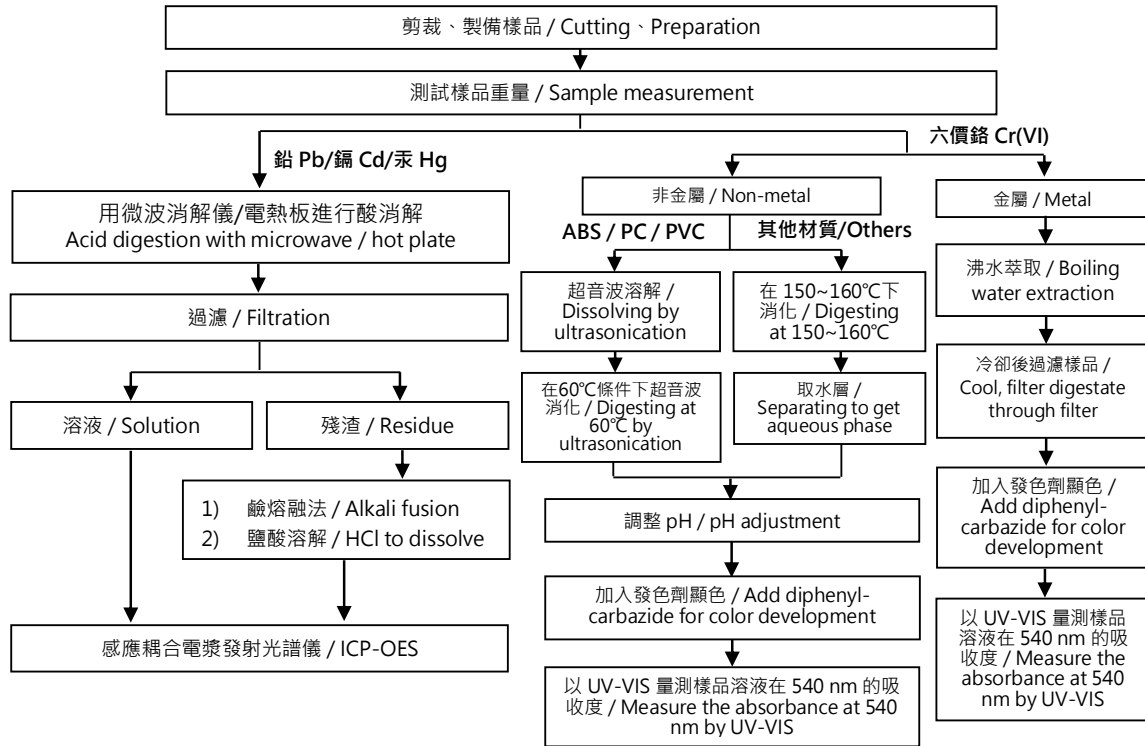 剪裁、製備樣品 / Cutting、Preparation
測試樣品重量 / Sample measurement
鉛 Pb/鎘 Cd/汞 Hg
六價鉻 Cr(VI)
用微波消解儀/電熱板進行酸消解
Acid digestion with microwave / hot plate
過濾 / Filtration
溶液 / Solution
殘渣 / Residue
1) 鹼熔融法 / Alkali fusion
2) 鹽酸溶解 / HCl to dissolve
感應耦合電漿發射光譜儀 / ICP-OES
非金屬 / Non-metal
ABS / PC / PVC
其他材質/Others
超音波溶解 /
Dissolving by
ultrasonication
在60℃條件下超音波
消化 / Digesting at
60℃ by
ultrasonication
在 150~160℃下
消化 / Digesting
at 150~160℃
取水層 /
Separating to get
aqueous phase
調整 pH / pH adjustment
加入發色劑顯色 / Add diphenyl-
carbazide for color development
以 UV-VIS 量測樣品溶液在 540 nm 的吸
收度 / Measure the absorbance at 540
nm by UV-VIS
金屬 / Metal
沸水萃取 / Boiling
water extraction
冷卻後過濾樣品 /
Cool, filter digestate
through filter
加入發色劑顯色 /
Add diphenyl-
carbazide for color
development
以 UV-VIS 量測樣品
溶液在 540 nm 的吸
收度 / Measure the
absorbance at 540
nm by UV-VIS